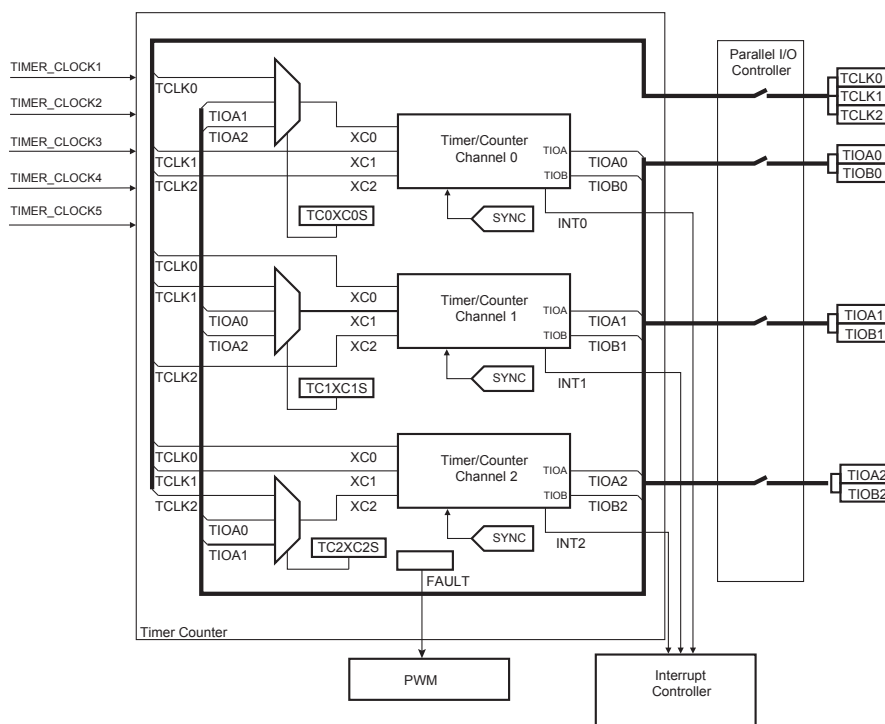 TIMER_CLOCK1
TIMER_CLOCK2
TIMER_CLOCK3
TIMER_CLOCK4
TIMER_CLOCK5
TCLK0
TIOA1
TIOA2
TCLK1
TCLK2
XC0
XC1
XC2
TC0XC0S
Timer/Counter
Channel 0
TIOA
TIOB
TIOA0
TIOB0
SYNC
INT0
TCLK0
TCLK1
TIOA0
TIOA2
TCLK2
XC0
XC1
XC2
TC1XC1S
Timer/Counter
Channel 1
TIOA
TIOB
TIOA1
TIOB1
SYNC
INT1
TCLK0
TCLK1
TCLK2
TIOA0
TIOA1
XC0
XC1
XC2
TC2XC2S
Timer/Counter
Channel 2
TIOA
TIOB
TIOA2
TIOB2
SYNC
INT2
FAULT
Timer Counter
PWM
Interrupt
Controller
Parallel I/O
Controller
TCLK0
TCLK1
TCLK2
TIOA0
TIOB0
TIOA1
TIOB1
TIOA2
TIOB2